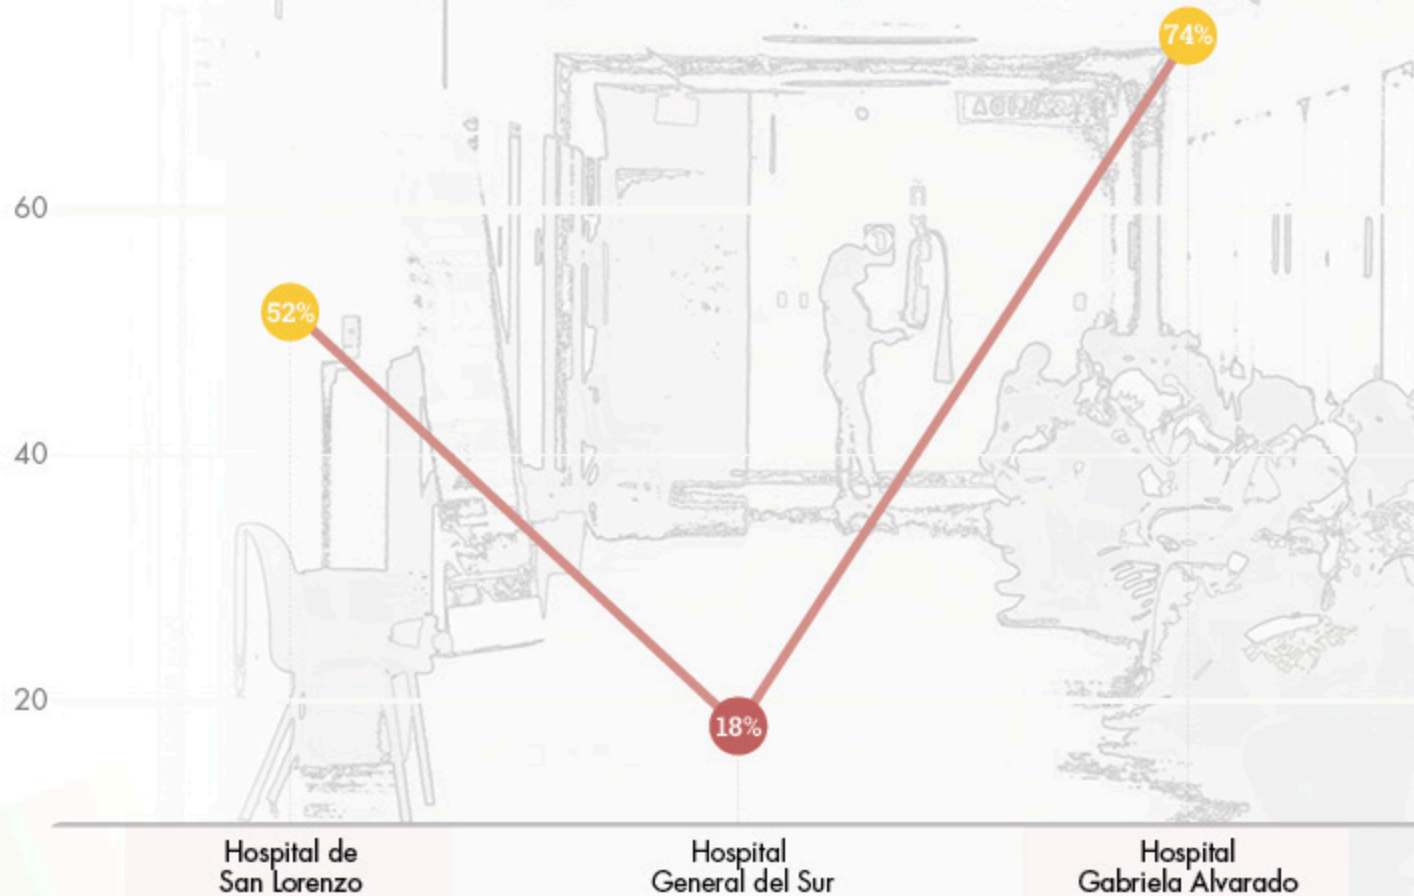 74%
60
52%
40
20
18%
Hospital de
San Lorenzo
Hospital
General del Sur
Hospital
Gabriela Alvarado